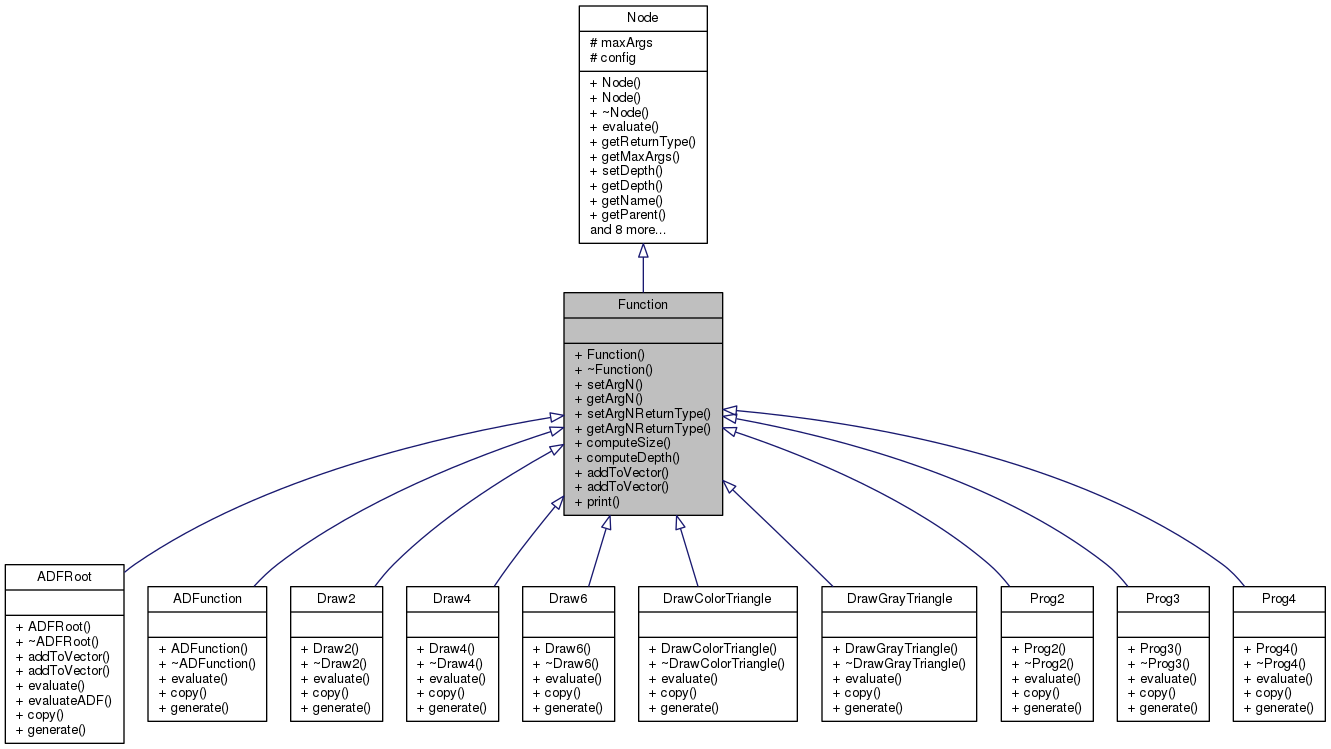 Node
# maxArgs
# config
+ Node()
+ Node()
+ ~Node()
+ evaluate()
+ getReturnType()
+ getMaxArgs()
+ setDepth()
+ getDepth()
+ getName()
+ getParent()
and 8 more...
Function
+ Function()
+ ~Function()
+ setArgN()
+ getArgN()
+ setArgNReturnType()
+ getArgNReturnType()
+ computeSize()
+ computeDepth()
+ addToVector()
+ addToVector()
+ print()
ADFRoot
+ ADFRoot()
+ ~ADFRoot()
+ addToVector()
+ addToVector()
+ evaluate()
+ evaluateADF()
+ copy()
+ generate()
ADFunction
+ ADFunction()
+ ~ADFunction()
+ evaluate()
+ copy()
+ generate()
Draw2
+ Draw2()
+ ~Draw2()
+ evaluate()
+ copy()
+ generate()
Draw4
+ Draw4()
+ ~Draw4()
+ evaluate()
+ copy()
+ generate()
Draw6
+ Draw6()
+ ~Draw6()
+ evaluate()
+ copy()
+ generate()
DrawColorTriangle
+ DrawColorTriangle()
+ ~DrawColorTriangle()
+ evaluate()
+ copy()
+ generate()
DrawGrayTriangle
+ DrawGrayTriangle()
+ ~DrawGrayTriangle()
+ evaluate()
+ copy()
+ generate()
Prog2
+ Prog2()
+ ~Prog2()
+ evaluate()
+ copy()
+ generate()
Prog3
+ Prog3()
+ ~Prog3()
+ evaluate()
+ copy()
+ generate()
Prog4
+ Prog4()
+ ~Prog4()
+ evaluate()
+ copy()
+ generate()